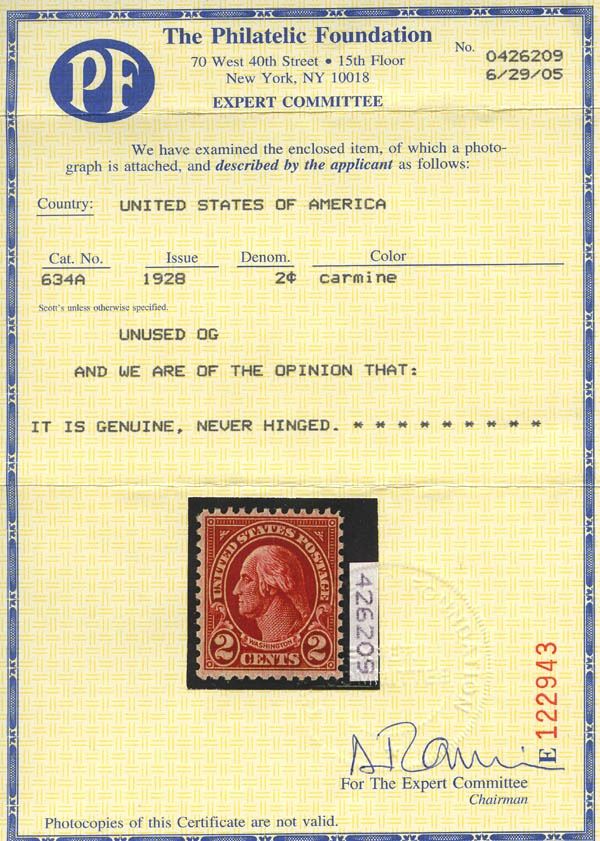 PF
The Philatelic Foundation
70 West 40th Street • 15th Floor
New York, NY 10018
EXPERT COMMITTEE
No. 0426209
6/29/05
We have examined the enclosed item, of which a photo-
graph is attached, and described by the applicant as follows:
Country: UNITED STATES OF AMERICA
Cat. No. Issue Denom. Color
634A 1928 2¢ carmine
Scott's unless otherwise specified.
UNUSED OG
AND WE ARE OF THE OPINION THAT:
IT IS GENUINE, NEVER HINGED. * * * * * * * * *
UNITED STATES POSTAGE
WASHINGTON
2 CENTS 2
426209
FOUNDATION
E 122943
For The Expert Committee
Chairman
Photocopies of this Certificate are not valid.